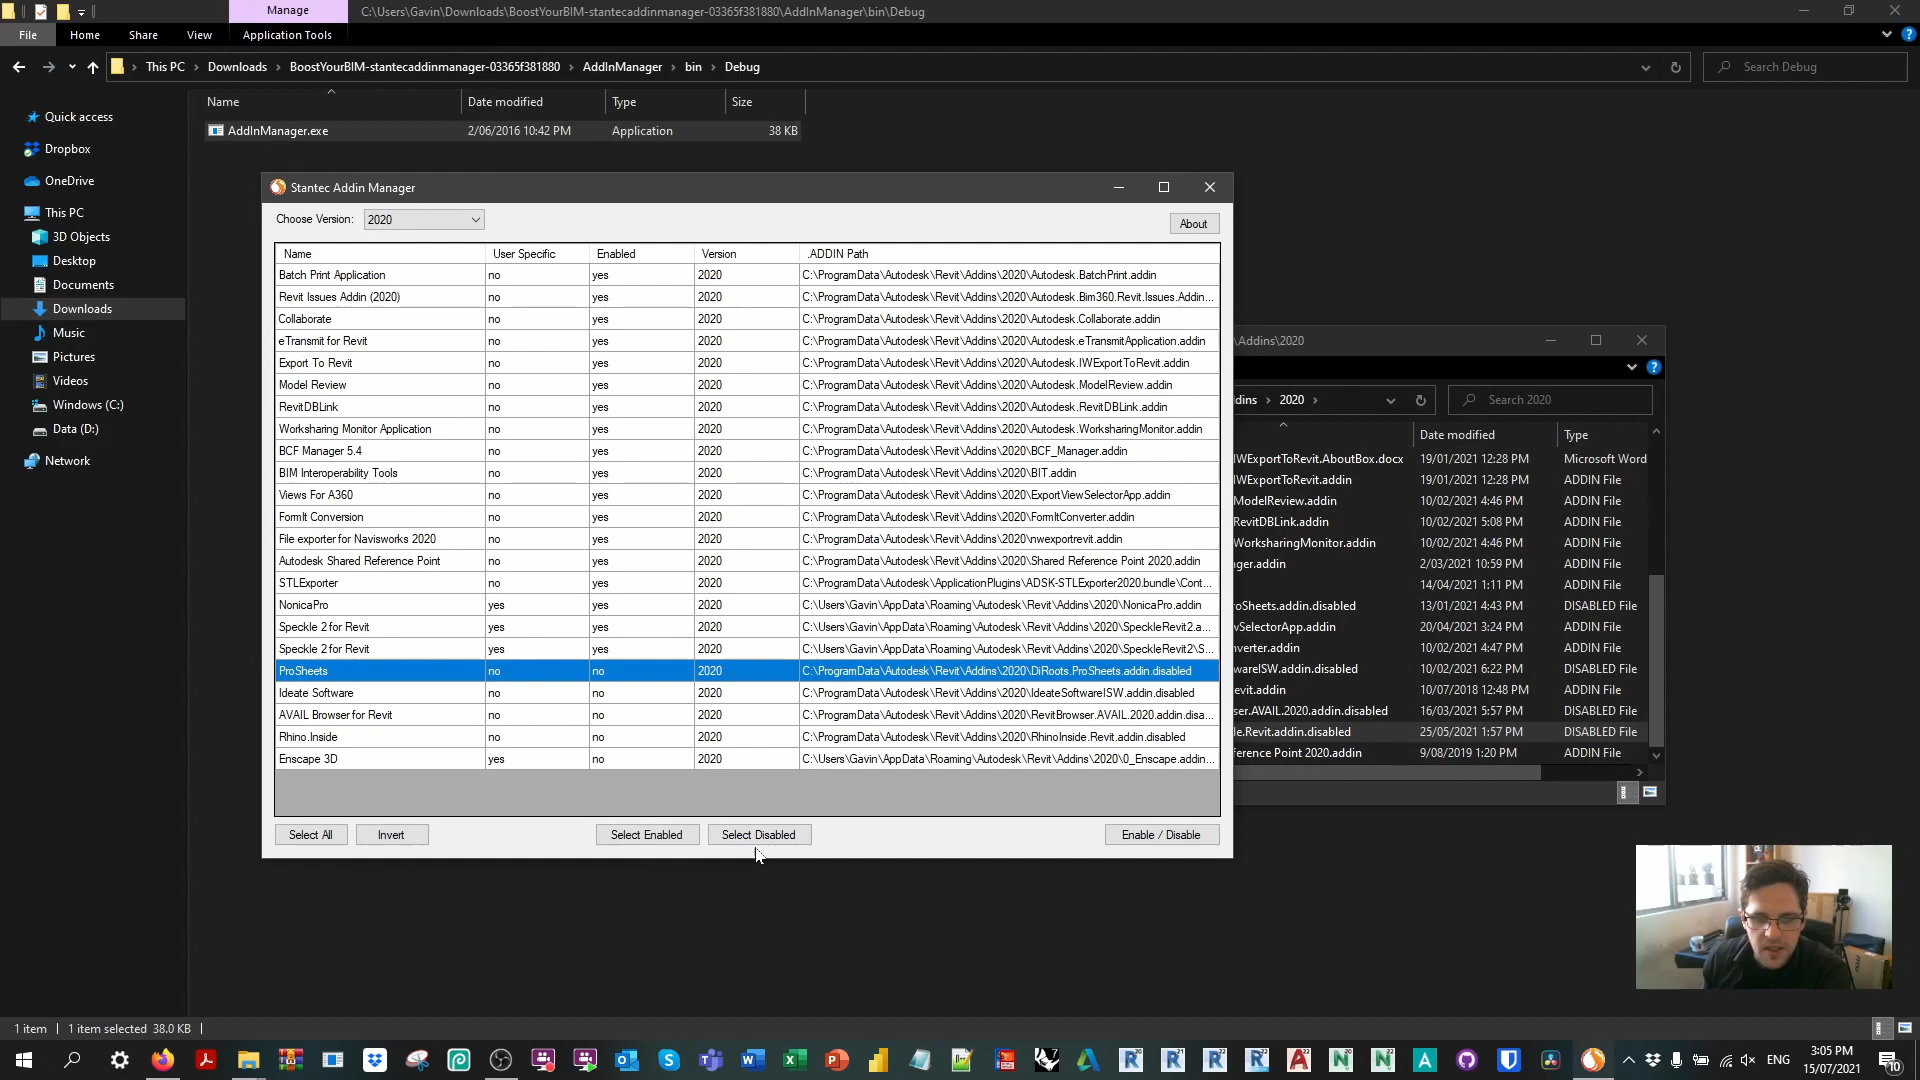 Manage
C:\Users\Gavin\Downloads\BoostYourBIM-stantecaddinmanager-03365f381880\AddInManager\bin\Debug
File Home Share View Application Tools
This PC > Downloads > BoostYourBIM-stantecaddinmanager-03365f381880 > AddInManager > bin > Debug
Search Debug
Name Date modified Type Size
AddInManager.exe 2/06/2016 10:42 PM Application 38 KB
Quick access
Dropbox
OneDrive
This PC
3D Objects
Desktop
Documents
Downloads
Music
Pictures
Videos
Windows (C:)
Data (D:)
Network
Stantec Addin Manager
Choose Version: 2020
About
Name User Specific Enabled Version .ADDIN Path
Batch Print Application no yes 2020 C:\ProgramData\Autodesk\Revit\Addins\2020\Autodesk.BatchPrint.addin
Revit Issues Addin (2020) no yes 2020 C:\ProgramData\Autodesk\Revit\Addins\2020\Autodesk.Bim360.Revit.Issues.Addin...
Collaborate no yes 2020 C:\ProgramData\Autodesk\Revit\Addins\2020\Autodesk.Collaborate.addin
eTransmit for Revit no yes 2020 C:\ProgramData\Autodesk\Revit\Addins\2020\Autodesk.eTransmitApplication.addin
Export To Revit no yes 2020 C:\ProgramData\Autodesk\Revit\Addins\2020\Autodesk.IWExportToRevit.addin
Model Review no yes 2020 C:\ProgramData\Autodesk\Revit\Addins\2020\Autodesk.ModelReview.addin
RevitDBLink no yes 2020 C:\ProgramData\Autodesk\Revit\Addins\2020\Autodesk.RevitDBLink.addin
Worksharing Monitor Application no yes 2020 C:\ProgramData\Autodesk\Revit\Addins\2020\Autodesk.WorksharingMonitor.addin
BCF Manager 5.4 no yes 2020 C:\ProgramData\Autodesk\Revit\Addins\2020\BCF_Manager.addin
BIM Interoperability Tools no yes 2020 C:\ProgramData\Autodesk\Revit\Addins\2020\BIT.addin
Views For A360 no yes 2020 C:\ProgramData\Autodesk\Revit\Addins\2020\ExportViewSelectorApp.addin
FormIt Conversion no yes 2020 C:\ProgramData\Autodesk\Revit\Addins\2020\FormItConverter.addin
File exporter for Navisworks 2020 no yes 2020 C:\ProgramData\Autodesk\Revit\Addins\2020\nwexportrevit.addin
Autodesk Shared Reference Point no yes 2020 C:\ProgramData\Autodesk\Revit\Addins\2020\Shared Reference Point 2020.addin
STLExporter no yes 2020 C:\ProgramData\Autodesk\ApplicationPlugins\ADSK-STLExporter2020.bundle\Cont...
NonicaPro yes yes 2020 C:\Users\Gavin\AppData\Roaming\Autodesk\Revit\Addins\2020\NonicaPro.addin
Speckle 2 for Revit yes yes 2020 C:\Users\Gavin\AppData\Roaming\Autodesk\Revit\Addins\2020\SpeckleRevit2.a...
Speckle 2 for Revit yes yes 2020 C:\Users\Gavin\AppData\Roaming\Autodesk\Revit\Addins\2020\SpeckleRevit2\S...
ProSheets no no 2020 C:\ProgramData\Autodesk\Revit\Addins\2020\DiRoots.ProSheets.addin.disabled
Ideate Software no no 2020 C:\ProgramData\Autodesk\Revit\Addins\2020\IdeateSoftwareISW.addin.disabled
AVAIL Browser for Revit no no 2020 C:\ProgramData\Autodesk\Revit\Addins\2020\RevitBrowser.AVAIL.2020.addin.disa...
Rhino.Inside no no 2020 C:\ProgramData\Autodesk\Revit\Addins\2020\RhinoInside.Revit.addin.disabled
Enscape 3D yes no 2020 C:\Users\Gavin\AppData\Roaming\Autodesk\Revit\Addins\2020\0_Enscape.addin...
Select All Invert Select Enabled Select Disabled Enable / Disable
\Addins\2020
ddins > 2020 >
Search 2020
Date modified Type
IWExportToRevit.AboutBox.docx 19/01/2021 12:28 PM Microsoft Word
IWExportToRevit.addin 19/01/2021 12:28 PM ADDIN File
ModelReview.addin 10/02/2021 4:46 PM ADDIN File
RevitDBLink.addin 10/02/2021 5:08 PM ADDIN File
WorksharingMonitor.addin 10/02/2021 4:46 PM ADDIN File
ger.addin 2/03/2021 10:59 PM ADDIN File
14/04/2021 1:11 PM ADDIN File
oSheets.addin.disabled 13/01/2021 4:43 PM DISABLED File
wSelectorApp.addin 20/04/2021 3:24 PM ADDIN File
nverter.addin 10/02/2021 4:47 PM ADDIN File
wareISW.addin.disabled 10/02/2021 6:22 PM DISABLED File
evit.addin 10/07/2018 12:48 PM ADDIN File
ser.AVAIL.2020.addin.disabled 16/03/2021 5:57 PM DISABLED File
de.Revit.addin.disabled 25/05/2021 1:57 PM DISABLED File
ference Point 2020.addin 9/08/2019 1:20 PM ADDIN File
1 item 1 item selected 38.0 KB
ENG
3:05 PM
15/07/2021
10